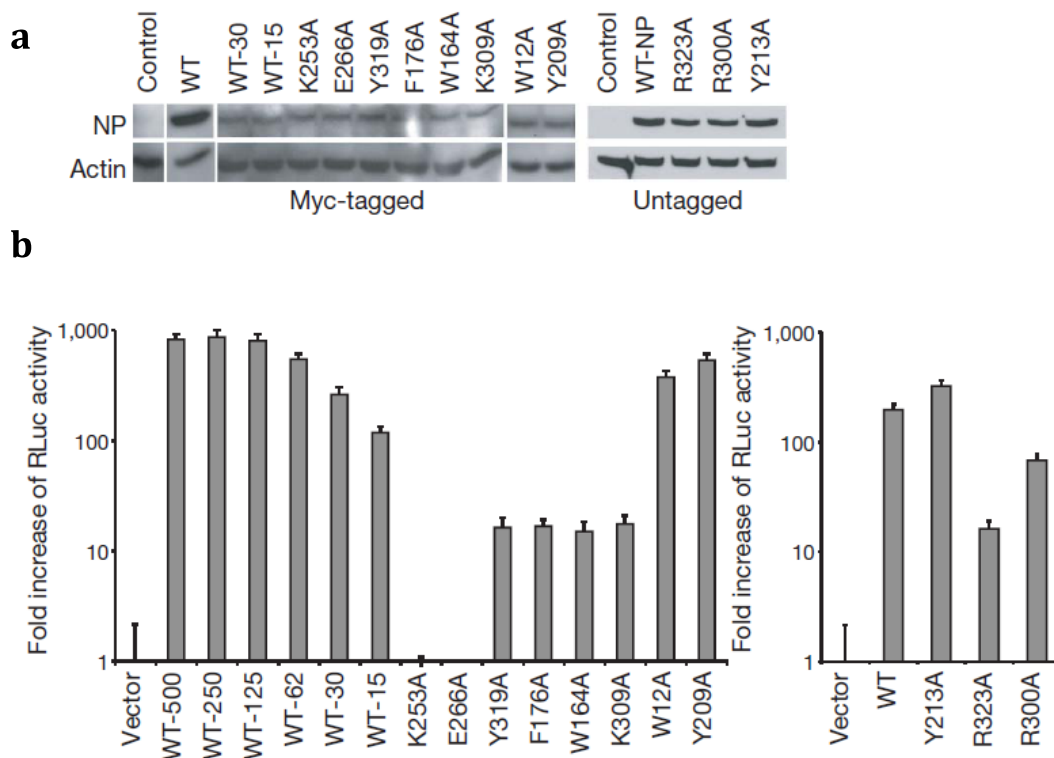 a
Control WT WT-30 WT-15 K253A E266A Y319A F176A W164A K309A W12A Y209A Control WT-NP R323A R300A Y213A
NP
Actin
Myc-tagged Untagged
b
Fold increase of RLuc activity
1,000
100
10
1
Vector WT-500 WT-250 WT-125 WT-62 WT-30 WT-15 K253A E266A Y319A F176A W164A K309A W12A Y209A
Fold increase of RLuc activity
1,000
100
10
1
Vector WT Y213A R323A R300A